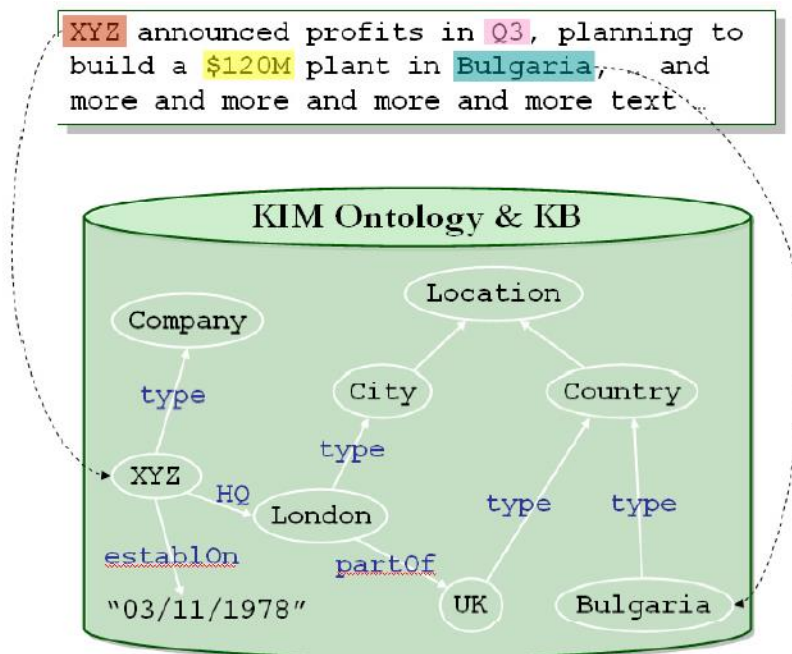 XYZ announced profits in Q3, planning to
build a $120M plant in Bulgaria, . and
more and more and more and more text …
KIM Ontology & KB
Location
Company
City
Country
type
type
XYZ
HQ
type
type
London
establOn
partOf
"03/11/1978"
UK
Bulgaria